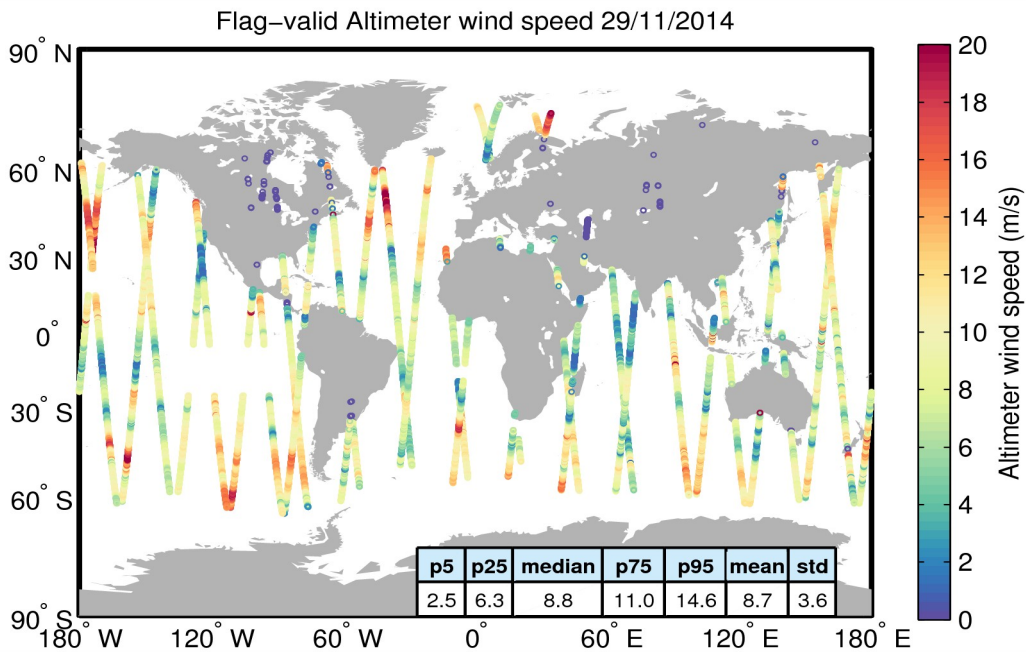 Flag−valid Altimeter wind speed 29/11/2014
90° N
60° N
30° N
0°
30° S
60° S
90° S
180° W
120° W
60° W
0°
60° E
120° E
180° E
p5 p25 median p75 p95 mean std
2.5 6.3 8.8 11.0 14.6 8.7 3.6
20
18
16
14
12
10
8
6
4
2
0
Altimeter wind speed (m/s)